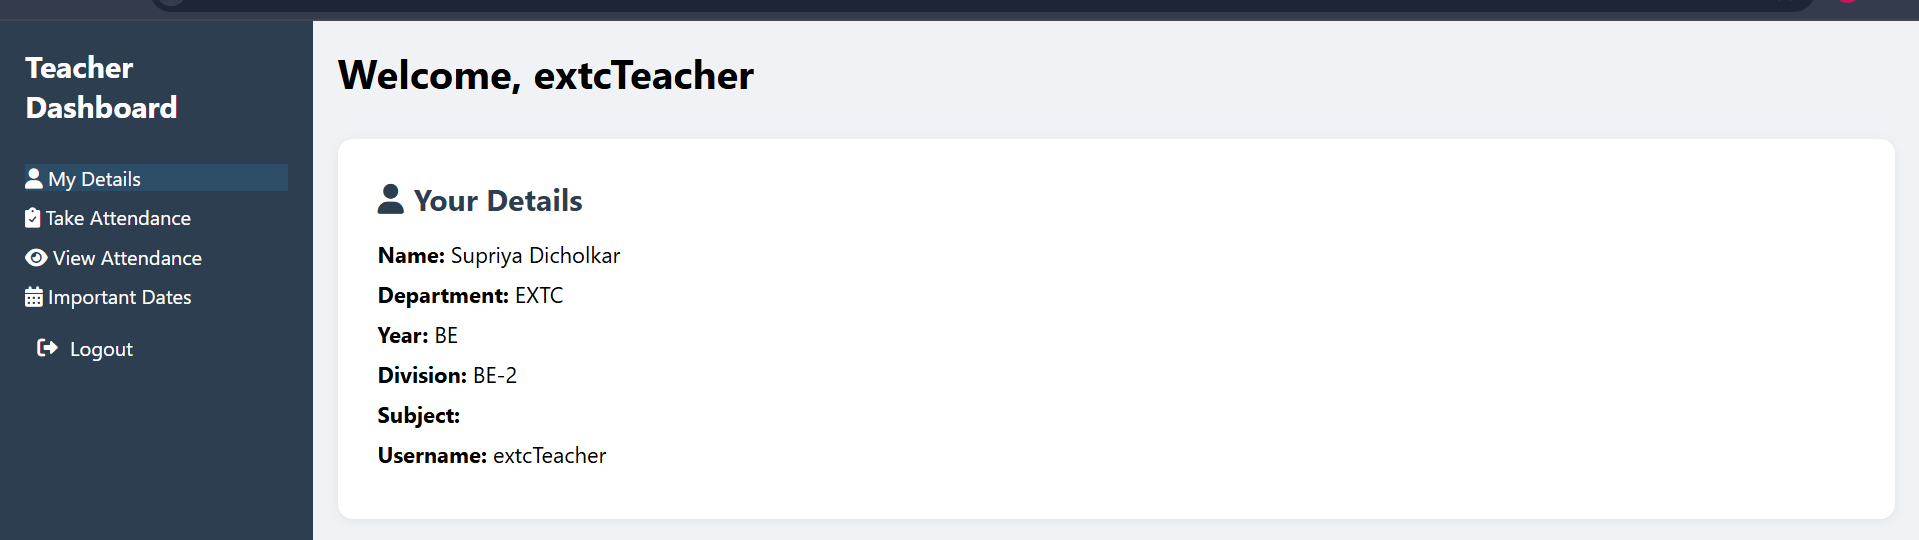 Teacher
Dashboard
My Details
Take Attendance
View Attendance
Important Dates
Logout
Welcome, extcTeacher
Your Details
Name: Supriya Dicholkar
Department: EXTC
Year: BE
Division: BE-2
Subject:
Username: extcTeacher